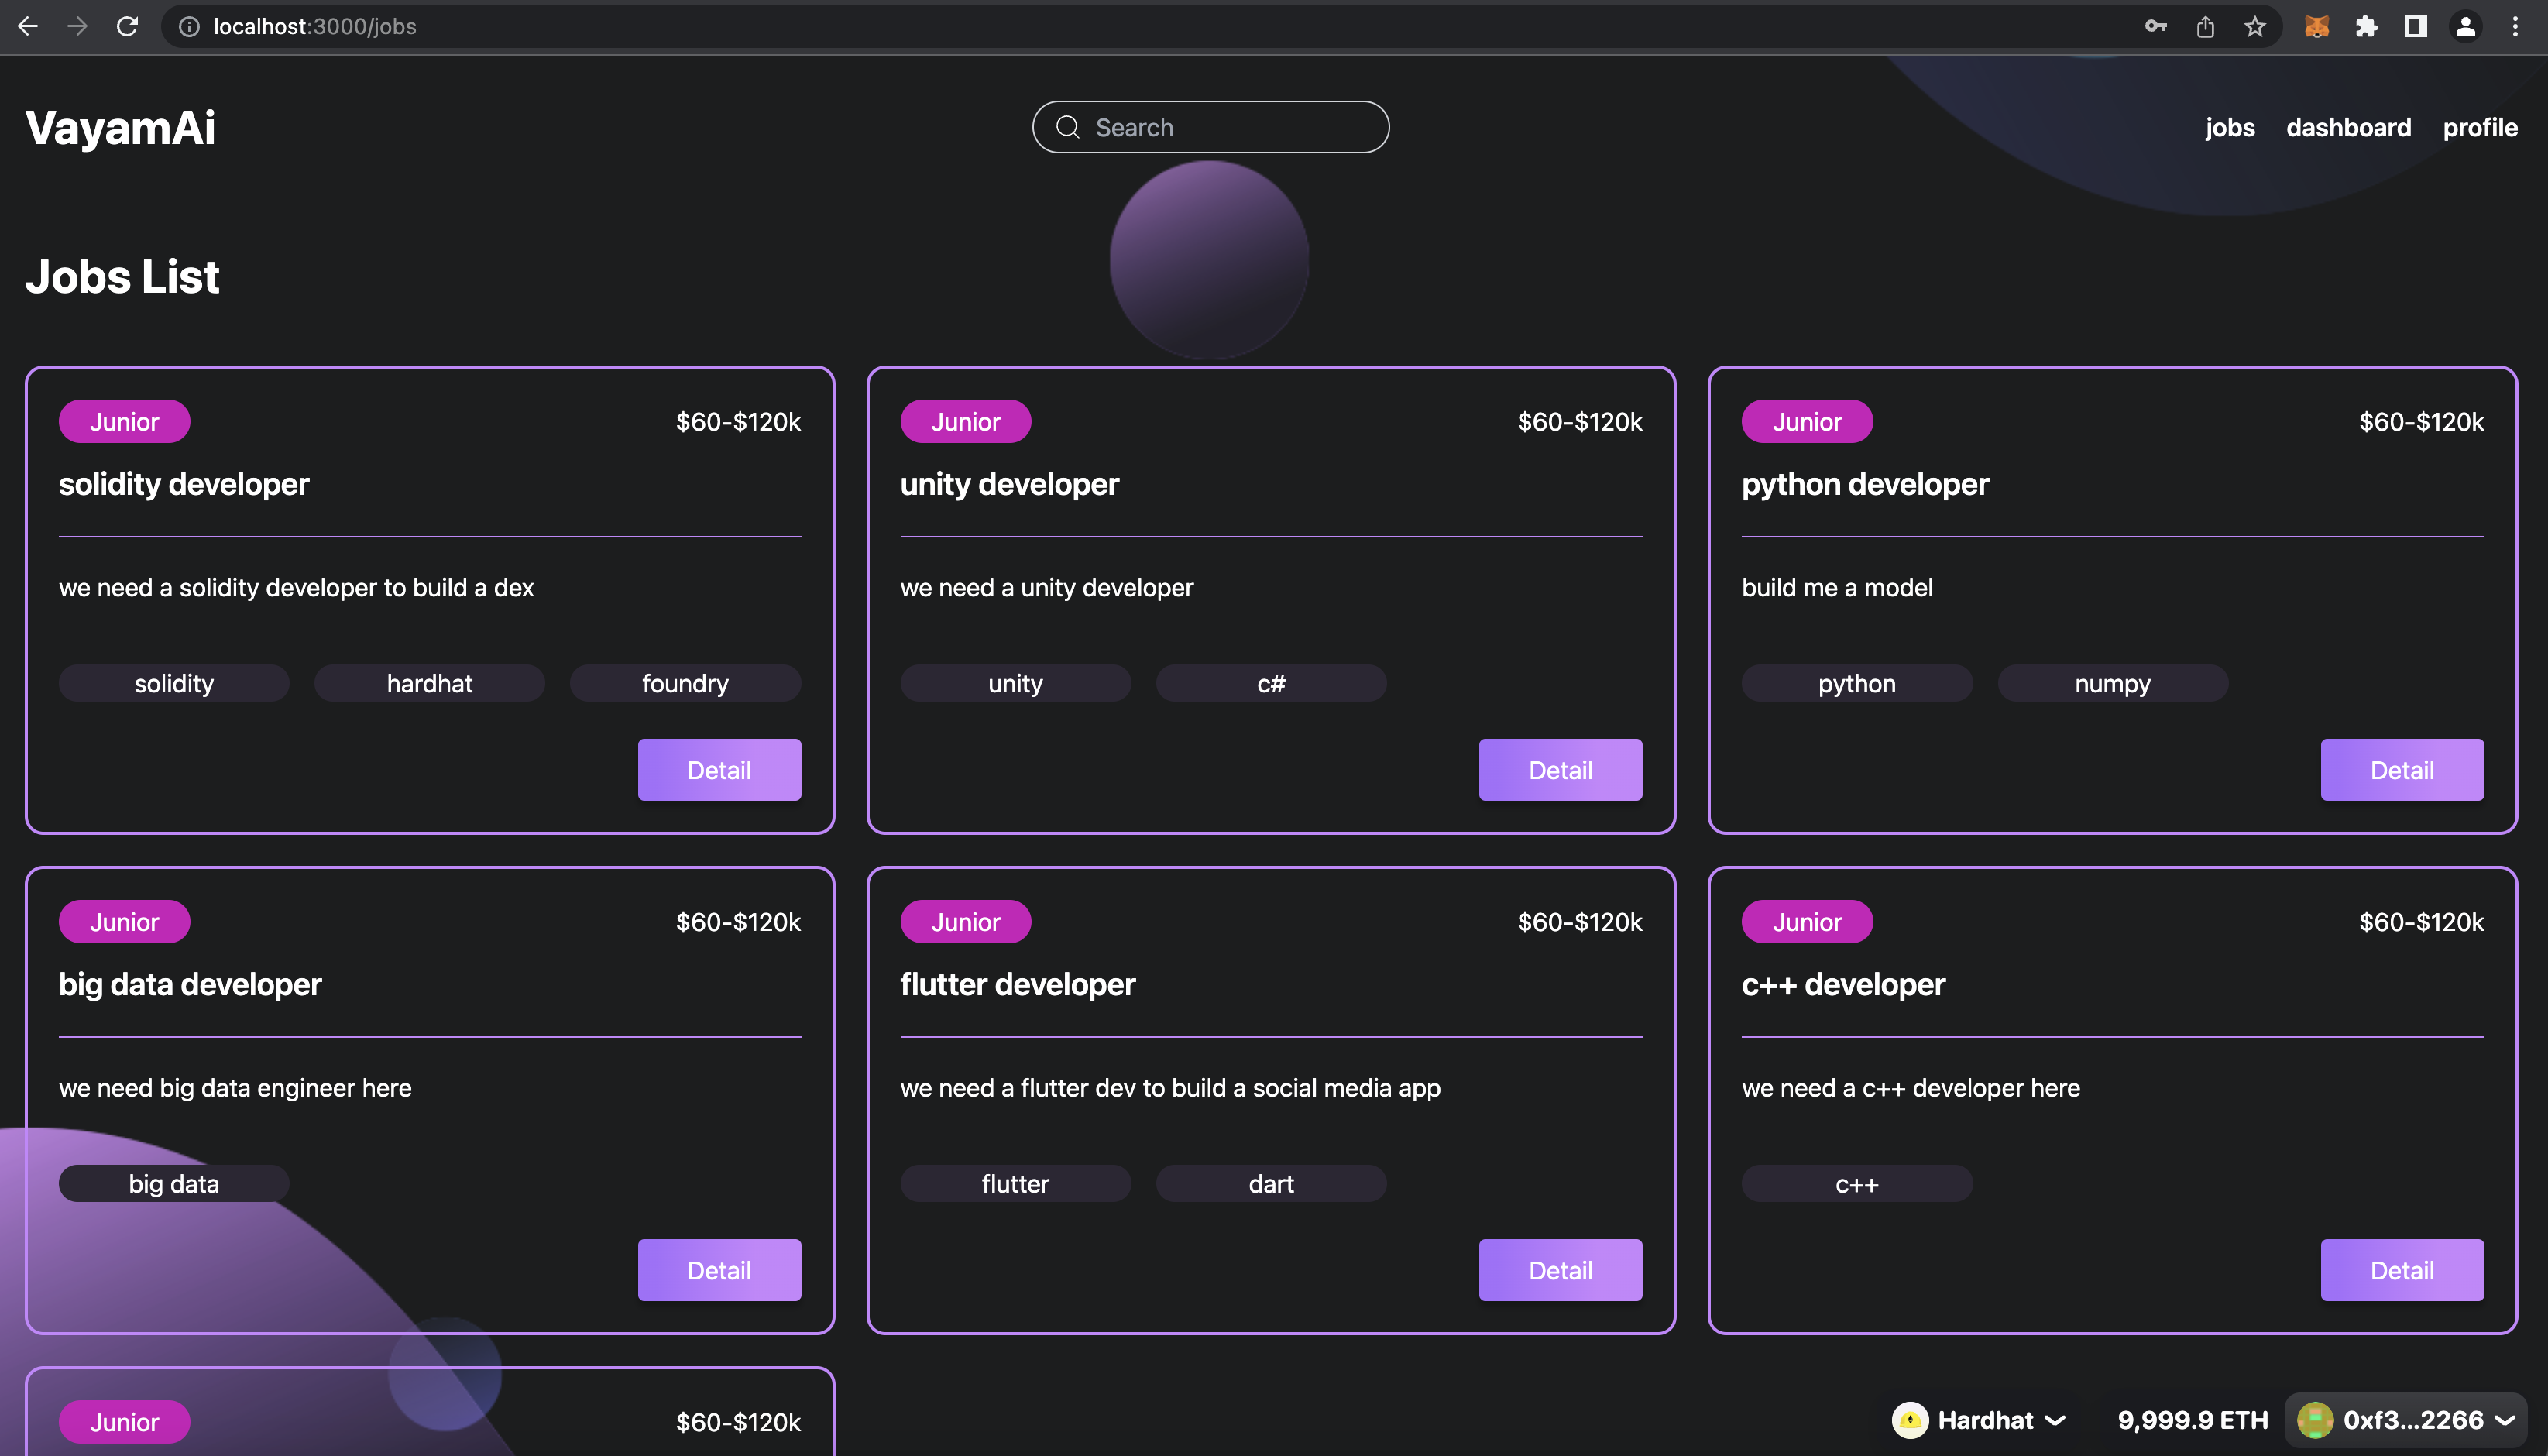 localhost:3000/jobs
VayamAi
Search
jobs dashboard profile
Jobs List
Junior $60-$120k
solidity developer
we need a solidity developer to build a dex
solidity hardhat foundry
Detail
Junior $60-$120k
unity developer
we need a unity developer
unity c#
Detail
Junior $60-$120k
python developer
build me a model
python numpy
Detail
Junior $60-$120k
big data developer
we need big data engineer here
big data
Detail
Junior $60-$120k
flutter developer
we need a flutter dev to build a social media app
flutter dart
Detail
Junior $60-$120k
c++ developer
we need a c++ developer here
c++
Detail
Junior $60-$120k
Hardhat 9,999.9 ETH 0xf3...2266